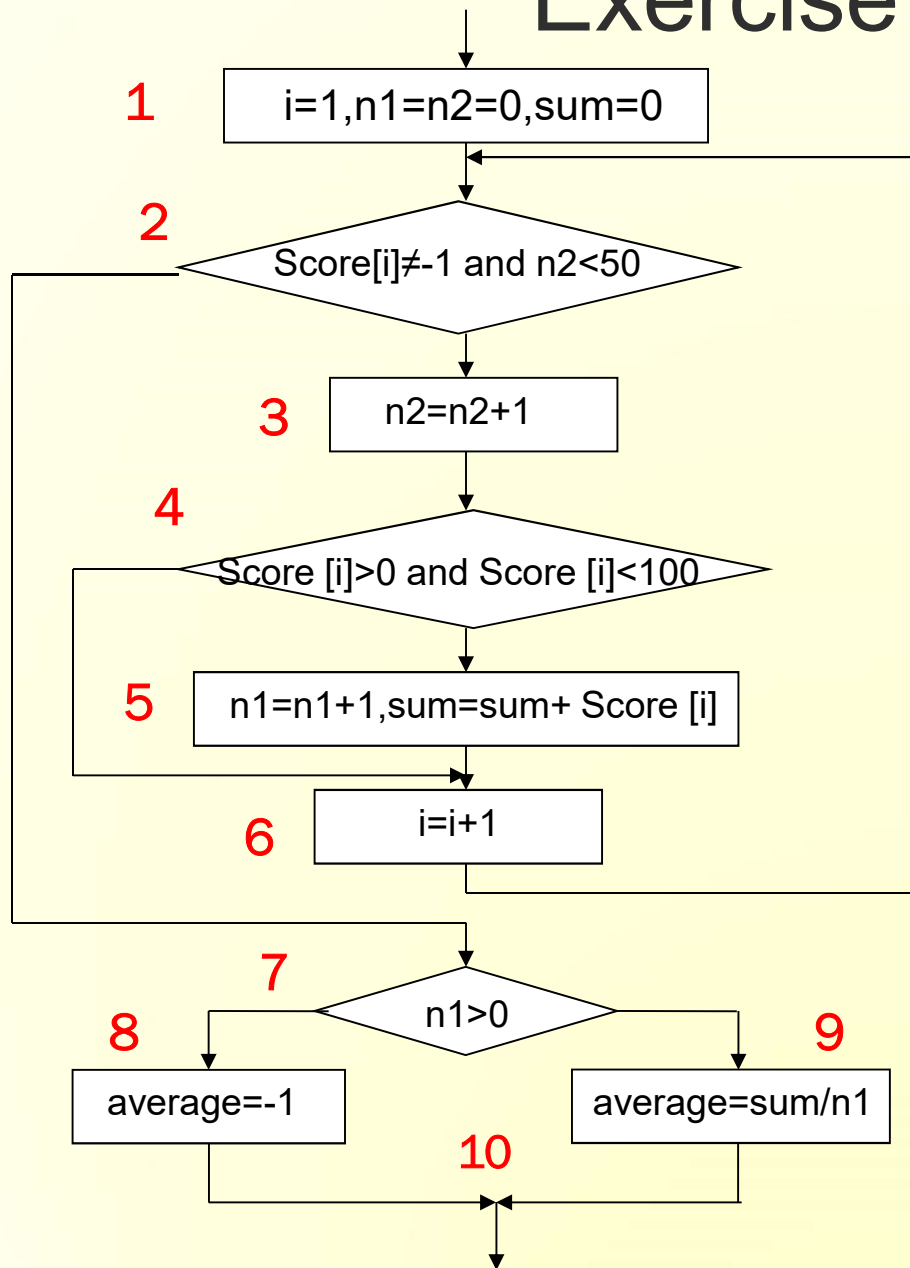 Exercise
1
i=1,n1=n2=0,sum=0
2
Score[i]≠-1 and n2<50
3
n2=n2+1
4
Score [i]>0 and Score [i]<100
5
n1=n1+1,sum=sum+ Score [i]
6
i=i+1
7
n1>0
8
9
average=-1
average=sum/n1
10